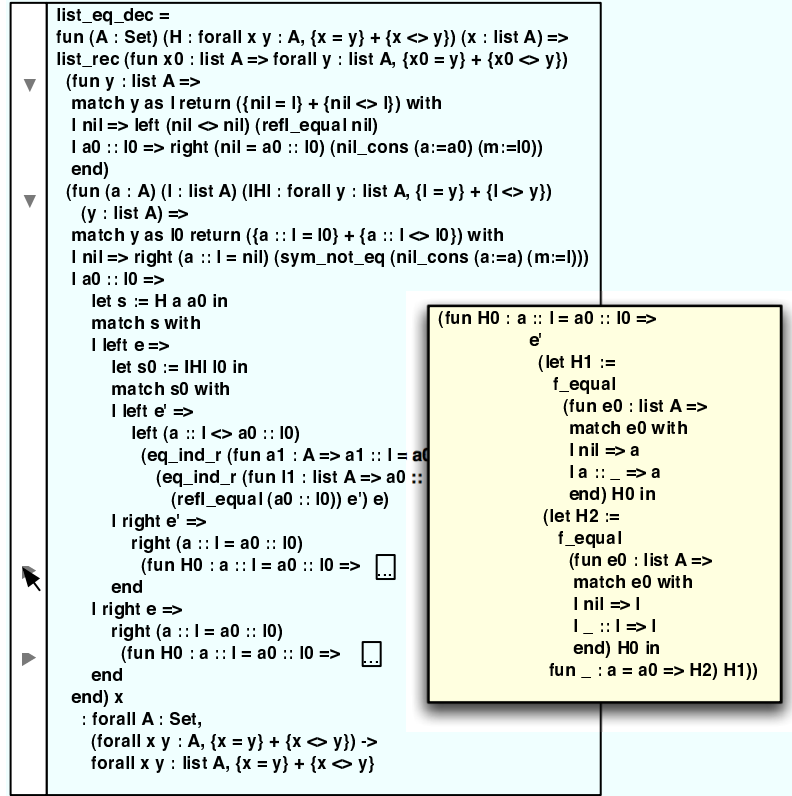 list_eq_dec =
fun (A : Set) (H : forall x y : A, {x = y} + {x <> y}) (x : list A) =>
list_rec (fun x0 : list A => forall y : list A, {x0 = y} + {x0 <> y})
(fun y : list A =>
match y as l return ({nil = l} + {nil <> l}) with
| nil => left (nil <> nil) (refl_equal nil)
| a0 :: l0 => right (nil = a0 :: l0) (nil_cons (a:=a0) (m:=l0))
end)
(fun (a : A) (l : list A) (IHl : forall y : list A, {l = y} + {l <> y})
(y : list A) =>
match y as l0 return ({a :: l = l0} + {a :: l <> l0}) with
| nil => right (a :: l = nil) (sym_not_eq (nil_cons (a:=a) (m:=l)))
| a0 :: l0 =>
let s := H a a0 in
match s with
| left e =>
let s0 := IHl l0 in
match s0 with
| left e' =>
left (a :: l <> a0 :: l0)
(eq_ind_r (fun a1 : A => a1 :: l = a0
(eq_ind_r (fun l1 : list A => a0 ::
(refl_equal (a0 :: l0)) e') e)
| right e' =>
right (a :: l = a0 :: l0)
(fun H0 : a :: l = a0 :: l0 => ...
end
| right e =>
right (a :: l = a0 :: l0)
(fun H0 : a :: l = a0 :: l0 => ...
end
end) x
: forall A : Set,
(forall x y : A, {x = y} + {x <> y}) ->
forall x y : list A, {x = y} + {x <> y}
(fun H0 : a :: l = a0 :: l0 =>
e'
(let H1 :=
f_equal
(fun e0 : list A =>
match e0 with
| nil => a
| a :: _ => a
end) H0 in
(let H2 :=
f_equal
(fun e0 : list A =>
match e0 with
| nil => l
| _ :: l => l
end) H0 in
fun _ : a = a0 => H2) H1))